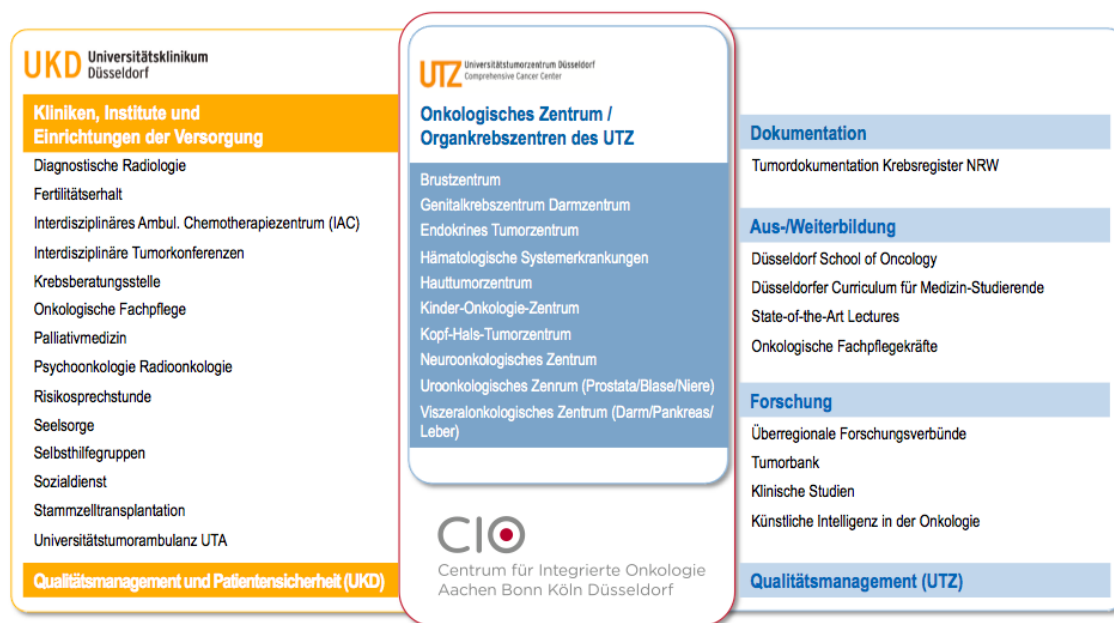 UKD Universitätsklinikum
Düsseldorf
Kliniken, Institute und
Einrichtungen der Versorgung
Diagnostische Radiologie
Fertilitätserhalt
Interdisziplinäres Ambul. Chemotherapiezentrum (IAC)
Interdisziplinäre Tumorkonferenzen
Krebsberatungsstelle
Onkologische Fachpflege
Palliativmedizin
Psychoonkologie Radioonkologie
Risikosprechstunde
Seelsorge
Selbsthilfegruppen
Sozialdienst
Stammzelltransplantation
Universitätstumorambulanz UTA
Qualitätsmanagement und Patientensicherheit (UKD)
UTZ Universitätstumorzentrum Düsseldorf
Comprehensive Cancer Center
Onkologisches Zentrum /
Organkrebszentren des UTZ
Brustzentrum
Genitalkrebszentrum Darmzentrum
Endokrines Tumorzentrum
Hämatologische Systemerkrankungen
Hauttumorzentrum
Kinder-Onkologie-Zentrum
Kopf-Hals-Tumorzentrum
Neuroonkologisches Zentrum
Uroonkologisches Zenrum (Prostata/Blase/Niere)
Viszeralonkologisches Zentrum (Darm/Pankreas/
Leber)
CIO
Centrum für Integrierte Onkologie
Aachen Bonn Köln Düsseldorf
Dokumentation
Tumordokumentation Krebsregister NRW
Aus-/Weiterbildung
Düsseldorf School of Oncology
Düsseldorfer Curriculum für Medizin-Studierende
State-of-the-Art Lectures
Onkologische Fachpflegekräfte
Forschung
Überregionale Forschungsverbünde
Tumorbank
Klinische Studien
Künstliche Intelligenz in der Onkologie
Qualitätsmanagement (UTZ)